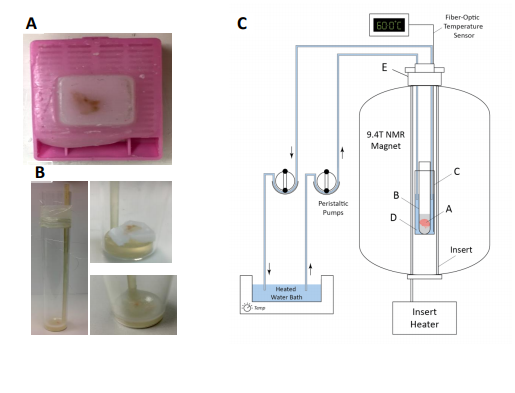 A
B
C
60.0°C
Fiber-Optic
Temperature
Sensor
E
9.4T NMR
Magnet
C
B
A
D
Peristaltic
Pumps
Insert
Heated
Water Bath
Temp
Insert
Heater